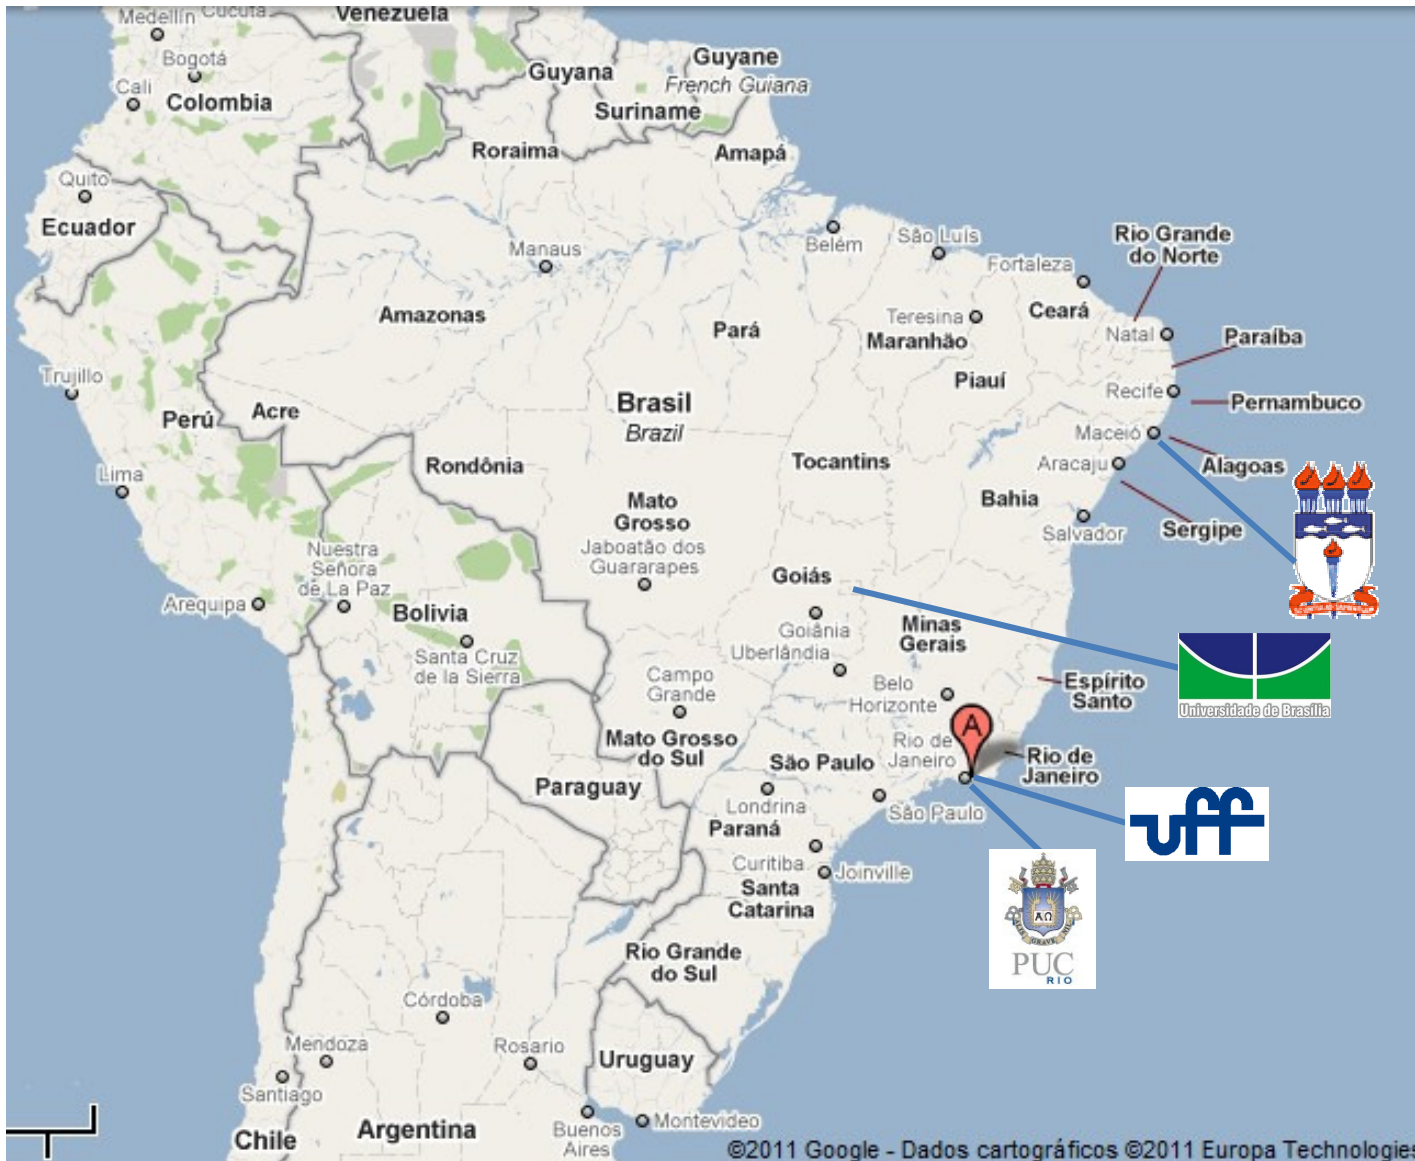 Medellín
Cucuta
Venezuela
Bogotá
Cali
Colombia
Guyana
Guyane
French Guiana
Suriname
Roraima
Amapá
Quito
Ecuador
Manaus
Belém
São Luís
Fortaleza
Rio Grande
do Norte
Amazonas
Pará
Teresina
Maranhão
Ceará
Natal
Paraíba
Trujillo
Perú
Acre
Brasil
Brazil
Piauí
Recife
Pernambuco
Maceió
Alagoas
Lima
Rondônia
Tocantins
Aracaju
Mato
Grosso
Bahia
Salvador
Sergipe
Jaboatão dos
Guararapes
Nuestra
Señora
de La Paz
Arequipa
Bolivia
Goiás
Goiânia
Uberlândia
Minas
Gerais
Santa Cruz
de la Sierra
Campo
Grande
Belo
Horizonte
Espírito
Santo
Universidade de Brasília
Mato Grosso
do Sul
A
Rio de
Janeiro
Rio de
Janeiro
São Paulo
Paraguay
Londrina
São Paulo
uff
Paraná
Curitiba
Joinville
Santa
Catarina
ΑΩ
PUC
RIO
Rio Grande
do Sul
Córdoba
Mendoza
Rosario
Uruguay
Santiago
Chile
Argentina
Buenos
Aires
Montevideo
©2011 Google - Dados cartográficos ©2011 Europa Technologies